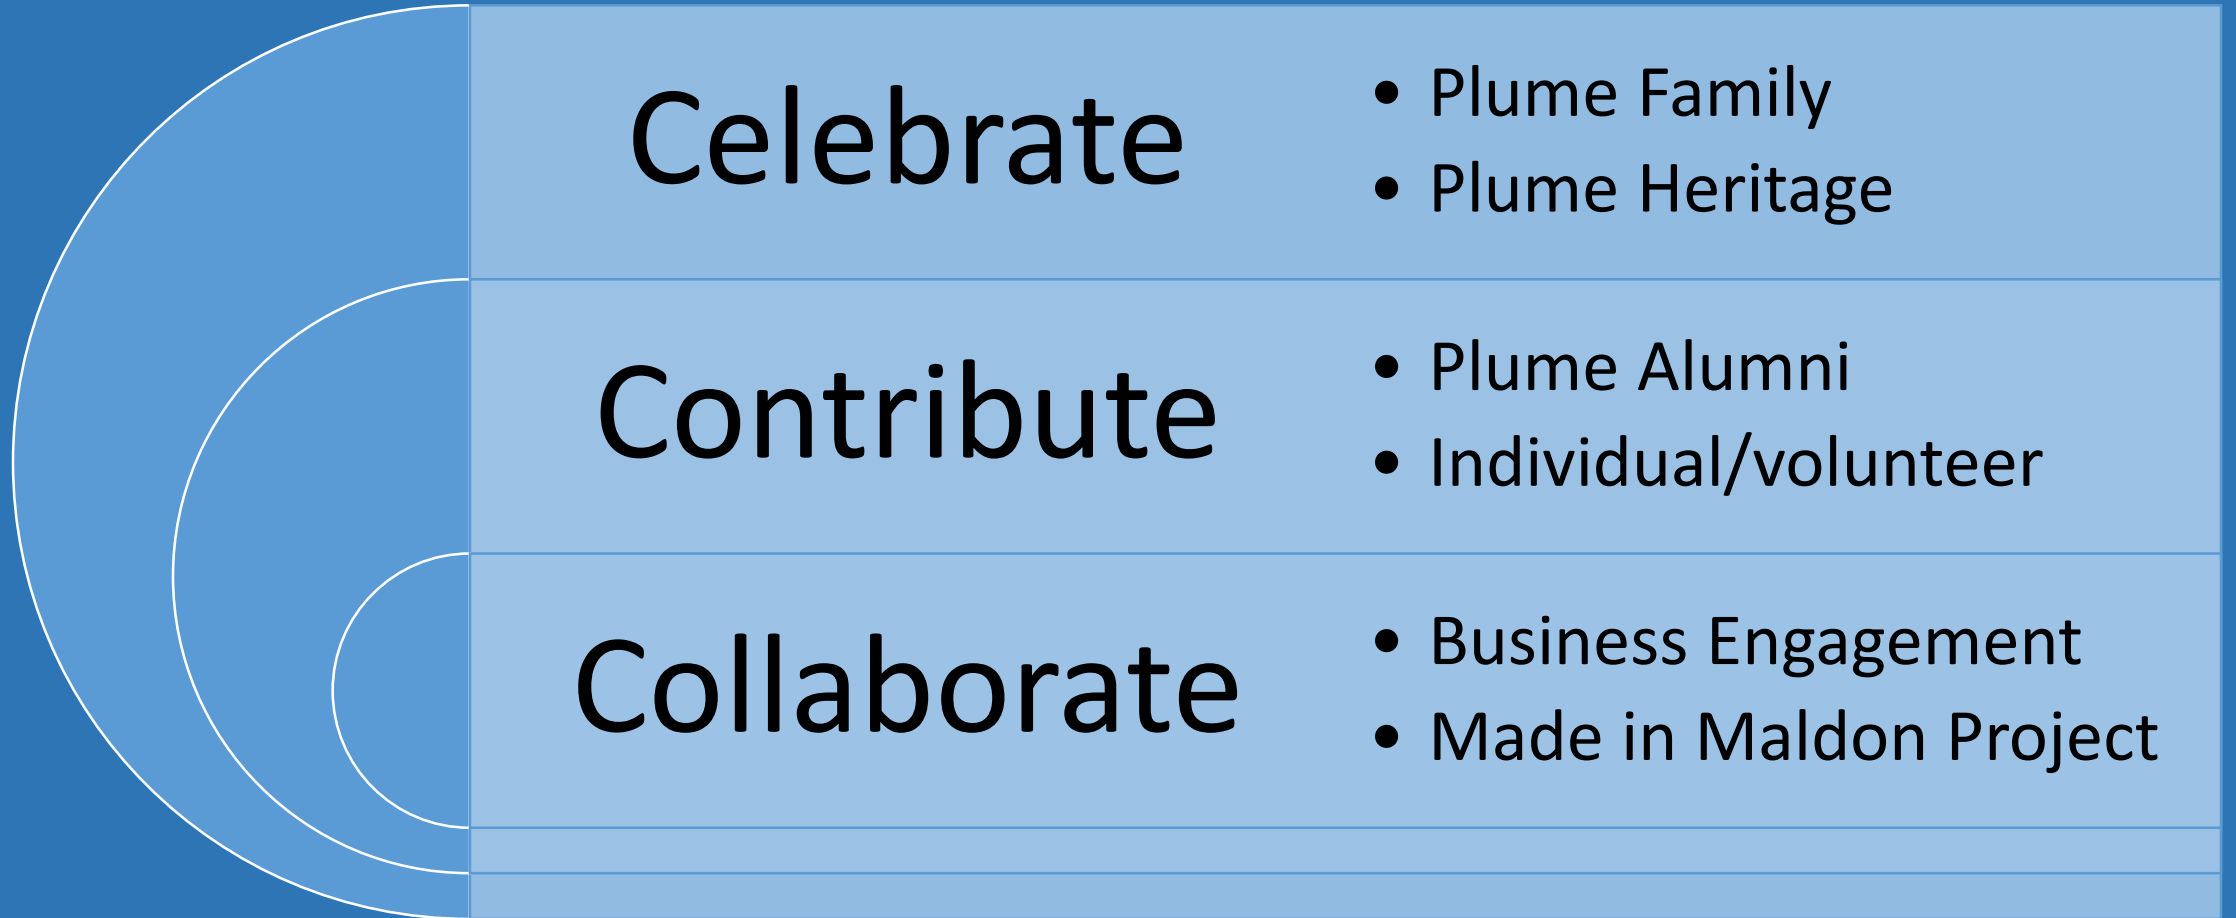 Celebrate
• Plume Family
• Plume Heritage
Contribute
• Plume Alumni
• Individual/volunteer
Collaborate
• Business Engagement
• Made in Maldon Project